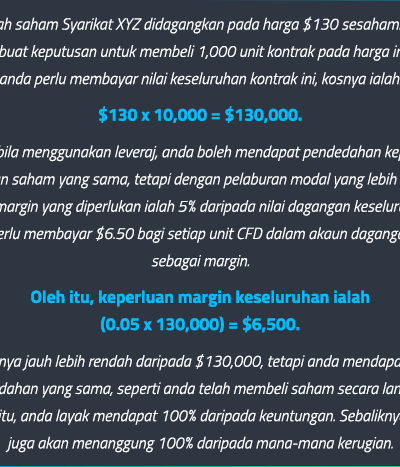 ah saham Syarikat XYZ didagangkan pada harga $130 sesaham.
buat keputusan untuk membeli 1,000 unit kontrak pada harga in
anda perlu membayar nilai keseluruhan kontrak ini, kosnya ialah
$130 x 10,000 = $130,000.
bila menggunakan leveraj, anda boleh mendapat pendedahan ke
n saham yang sama, tetapi dengan pelaburan modal yang lebih
margin yang diperlukan ialah 5% daripada nilai dagangan keselur
erlu membayar $6.50 bagi setiap unit CFD dalam akaun dagang
sebagai margin.
Oleh itu, keperluan margin keseluruhan ialah
(0.05 x 130,000) = $6,500.
nya jauh lebih rendah daripada $130,000, tetapi anda mendapa
dahan yang sama, seperti anda telah membeli saham secara lan
itu, anda layak mendapat 100% daripada keuntungan. Sebalikny
juga akan menanggung 100% daripada mana-mana kerugian.